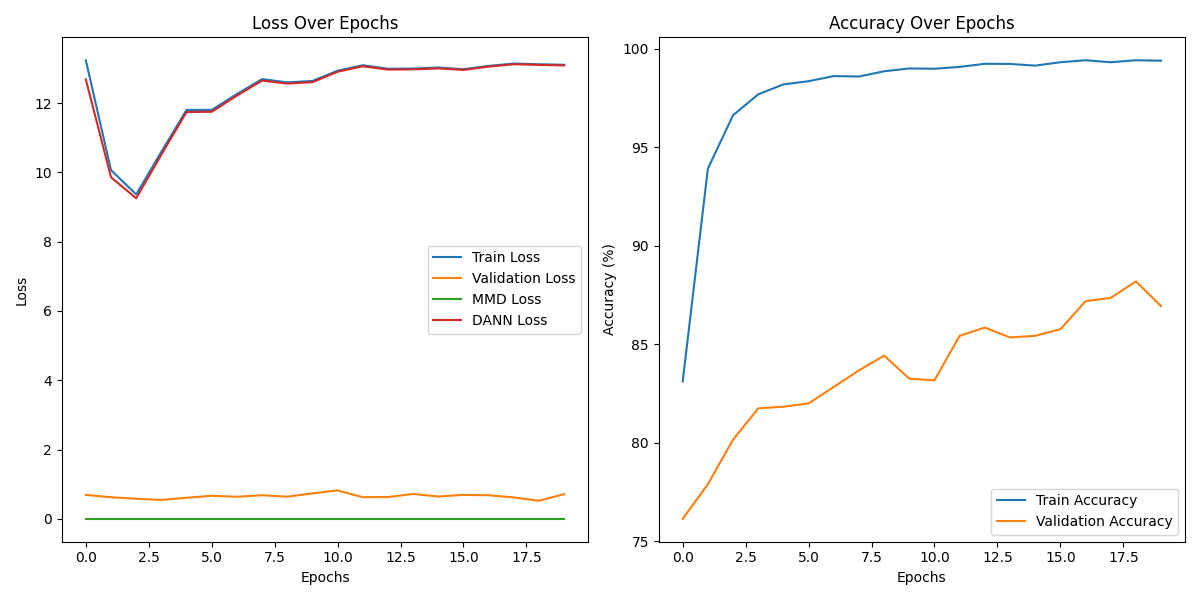 Loss Over Epochs
12
10
8
6
4
2
0
Loss
Train Loss
Validation Loss
MMD Loss
DANN Loss
0.0 2.5 5.0 7.5 10.0 12.5 15.0 17.5
Epochs
Accuracy Over Epochs
100
95
90
85
80
75
Accuracy (%)
Train Accuracy
Validation Accuracy
0.0 2.5 5.0 7.5 10.0 12.5 15.0 17.5
Epochs